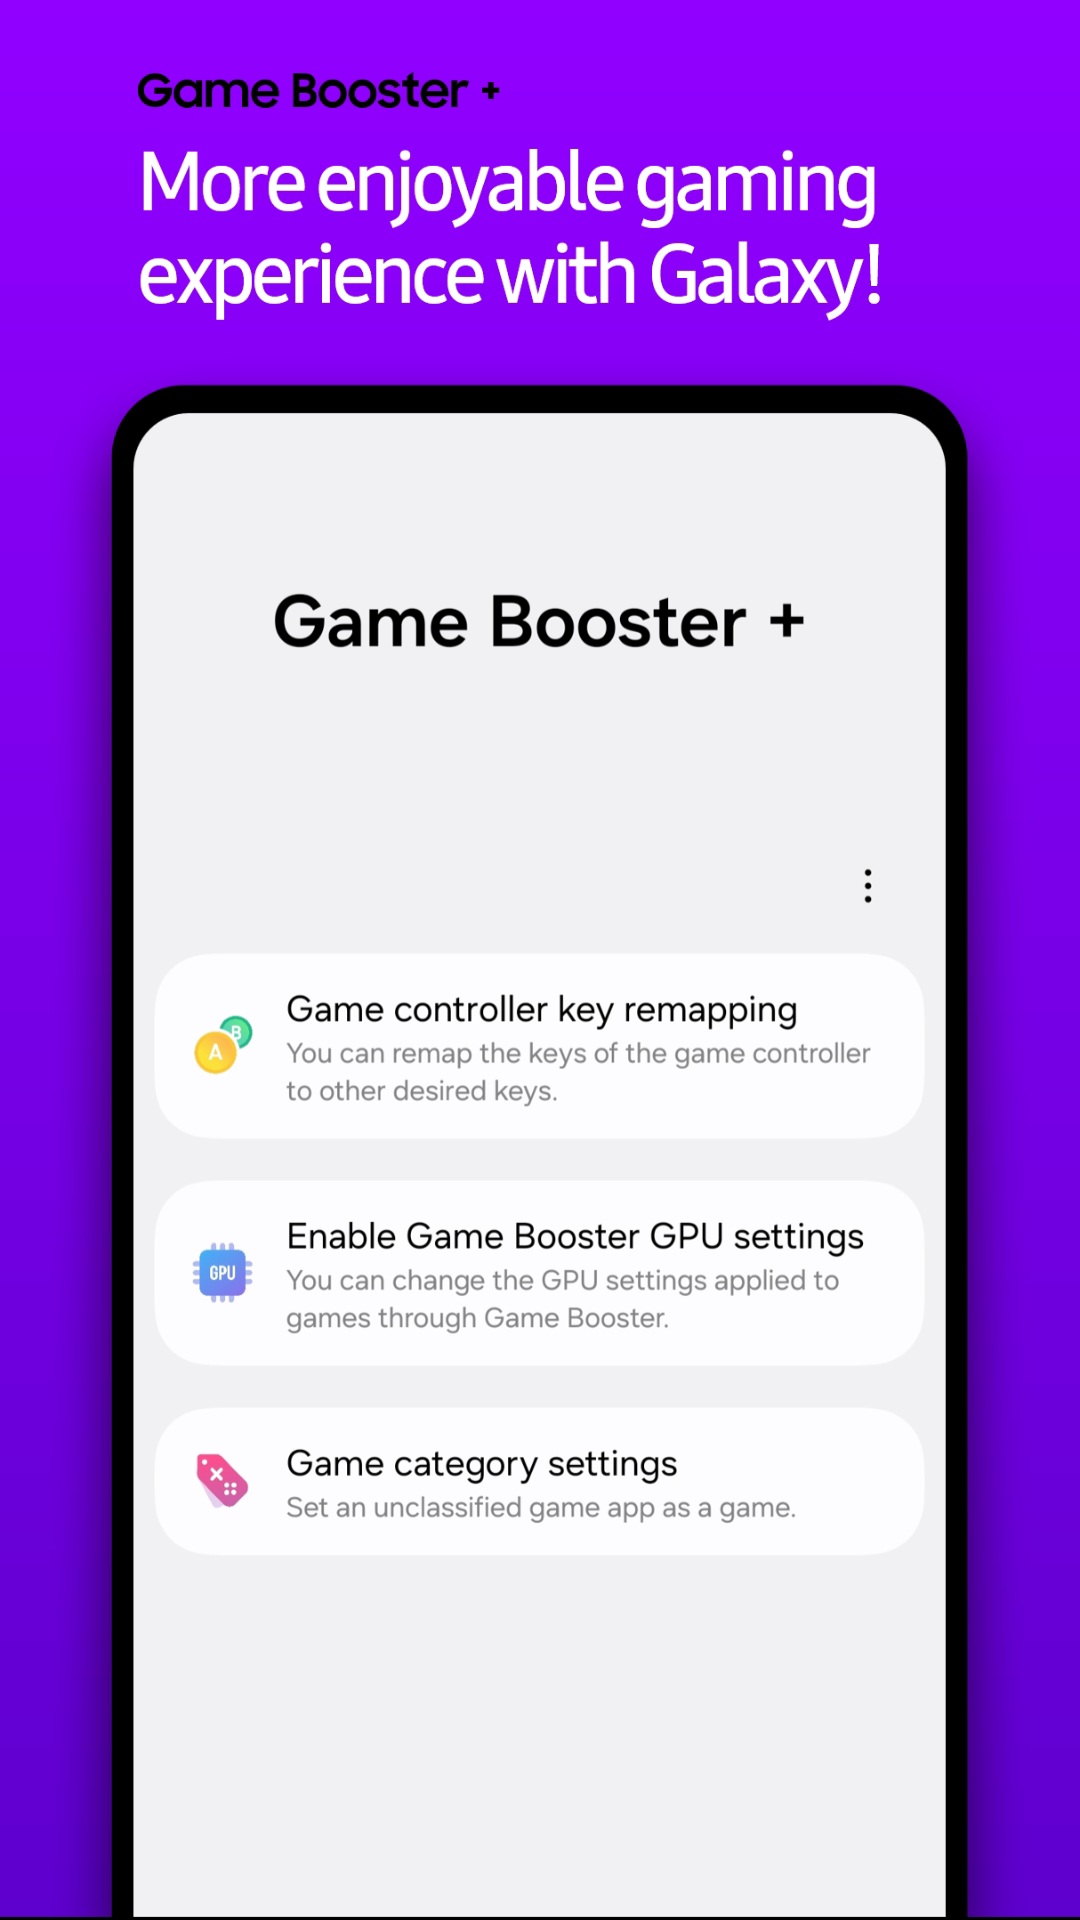 Game Booster +
More enjoyable gaming
experience with Galaxy!
Game Booster +
Game controller key remapping
You can remap the keys of the game controller
to other desired keys.
A
B
Enable Game Booster GPU settings
You can change the GPU settings applied to
games through Game Booster.
GPU
Game category settings
Set an unclassified game app as a game.